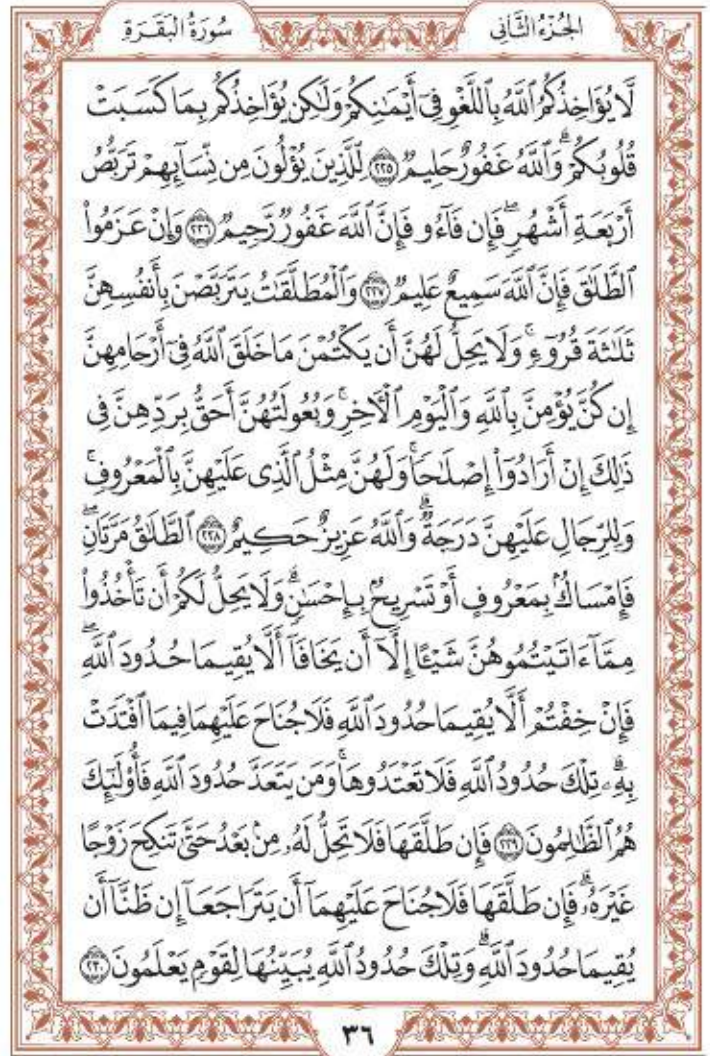 الجُزْءُ الثَّانِي
سُورَةُ البَقَرَةِ
لَّا يُؤَاخِذُكُمُ ٱللَّهُ بِٱللَّغْوِ فِىٓ أَيْمَٰنِكُمْ وَلَٰكِن يُؤَاخِذُكُم بِمَا كَسَبَتْ
قُلُوبُكُمْ ۗ وَٱللَّهُ غَفُورٌ حَلِيمٌ ۝٢٢٥ لِّلَّذِينَ يُؤْلُونَ مِن نِّسَآئِهِمْ تَرَبُّصُ
أَرْبَعَةِ أَشْهُرٍ ۖ فَإِن فَآءُو فَإِنَّ ٱللَّهَ غَفُورٌ رَّحِيمٌ ۝٢٢٦ وَإِنْ عَزَمُوا۟
ٱلطَّلَٰقَ فَإِنَّ ٱللَّهَ سَمِيعٌ عَلِيمٌ ۝٢٢٧ وَٱلْمُطَلَّقَٰتُ يَتَرَبَّصْنَ بِأَنفُسِهِنَّ
ثَلَٰثَةَ قُرُوٓءٍ ۚ وَلَا يَحِلُّ لَهُنَّ أَن يَكْتُمْنَ مَا خَلَقَ ٱللَّهُ فِىٓ أَرْحَامِهِنَّ
إِن كُنَّ يُؤْمِنَّ بِٱللَّهِ وَٱلْيَوْمِ ٱلْءَاخِرِ ۚ وَبُعُولَتُهُنَّ أَحَقُّ بِرَدِّهِنَّ فِى
ذَٰلِكَ إِنْ أَرَادُوٓا۟ إِصْلَٰحًا ۚ وَلَهُنَّ مِثْلُ ٱلَّذِى عَلَيْهِنَّ بِٱلْمَعْرُوفِ ۚ
وَلِلرِّجَالِ عَلَيْهِنَّ دَرَجَةٌ ۗ وَٱللَّهُ عَزِيزٌ حَكِيمٌ ۝٢٢٨ ٱلطَّلَٰقُ مَرَّتَانِ ۖ
فَإِمْسَاكٌۢ بِمَعْرُوفٍ أَوْ تَسْرِيحٌۢ بِإِحْسَٰنٍ ۗ وَلَا يَحِلُّ لَكُمْ أَن تَأْخُذُوا۟
مِمَّآ ءَاتَيْتُمُوهُنَّ شَيْـًٔا إِلَّآ أَن يَخَافَآ أَلَّا يُقِيمَا حُدُودَ ٱللَّهِ ۖ
فَإِنْ خِفْتُمْ أَلَّا يُقِيمَا حُدُودَ ٱللَّهِ فَلَا جُنَاحَ عَلَيْهِمَا فِيمَا ٱفْتَدَتْ
بِهِۦ ۗ تِلْكَ حُدُودُ ٱللَّهِ فَلَا تَعْتَدُوهَا ۚ وَمَن يَتَعَدَّ حُدُودَ ٱللَّهِ فَأُو۟لَٰٓئِكَ
هُمُ ٱلظَّٰلِمُونَ ۝٢٢٩ فَإِن طَلَّقَهَا فَلَا تَحِلُّ لَهُۥ مِنۢ بَعْدُ حَتَّىٰ تَنكِحَ زَوْجًا
غَيْرَهُۥ ۗ فَإِن طَلَّقَهَا فَلَا جُنَاحَ عَلَيْهِمَآ أَن يَتَرَاجَعَآ إِن ظَنَّآ أَن
يُقِيمَا حُدُودَ ٱللَّهِ ۗ وَتِلْكَ حُدُودُ ٱللَّهِ يُبَيِّنُهَا لِقَوْمٍ يَعْلَمُونَ ۝٢٣٠
٣٦